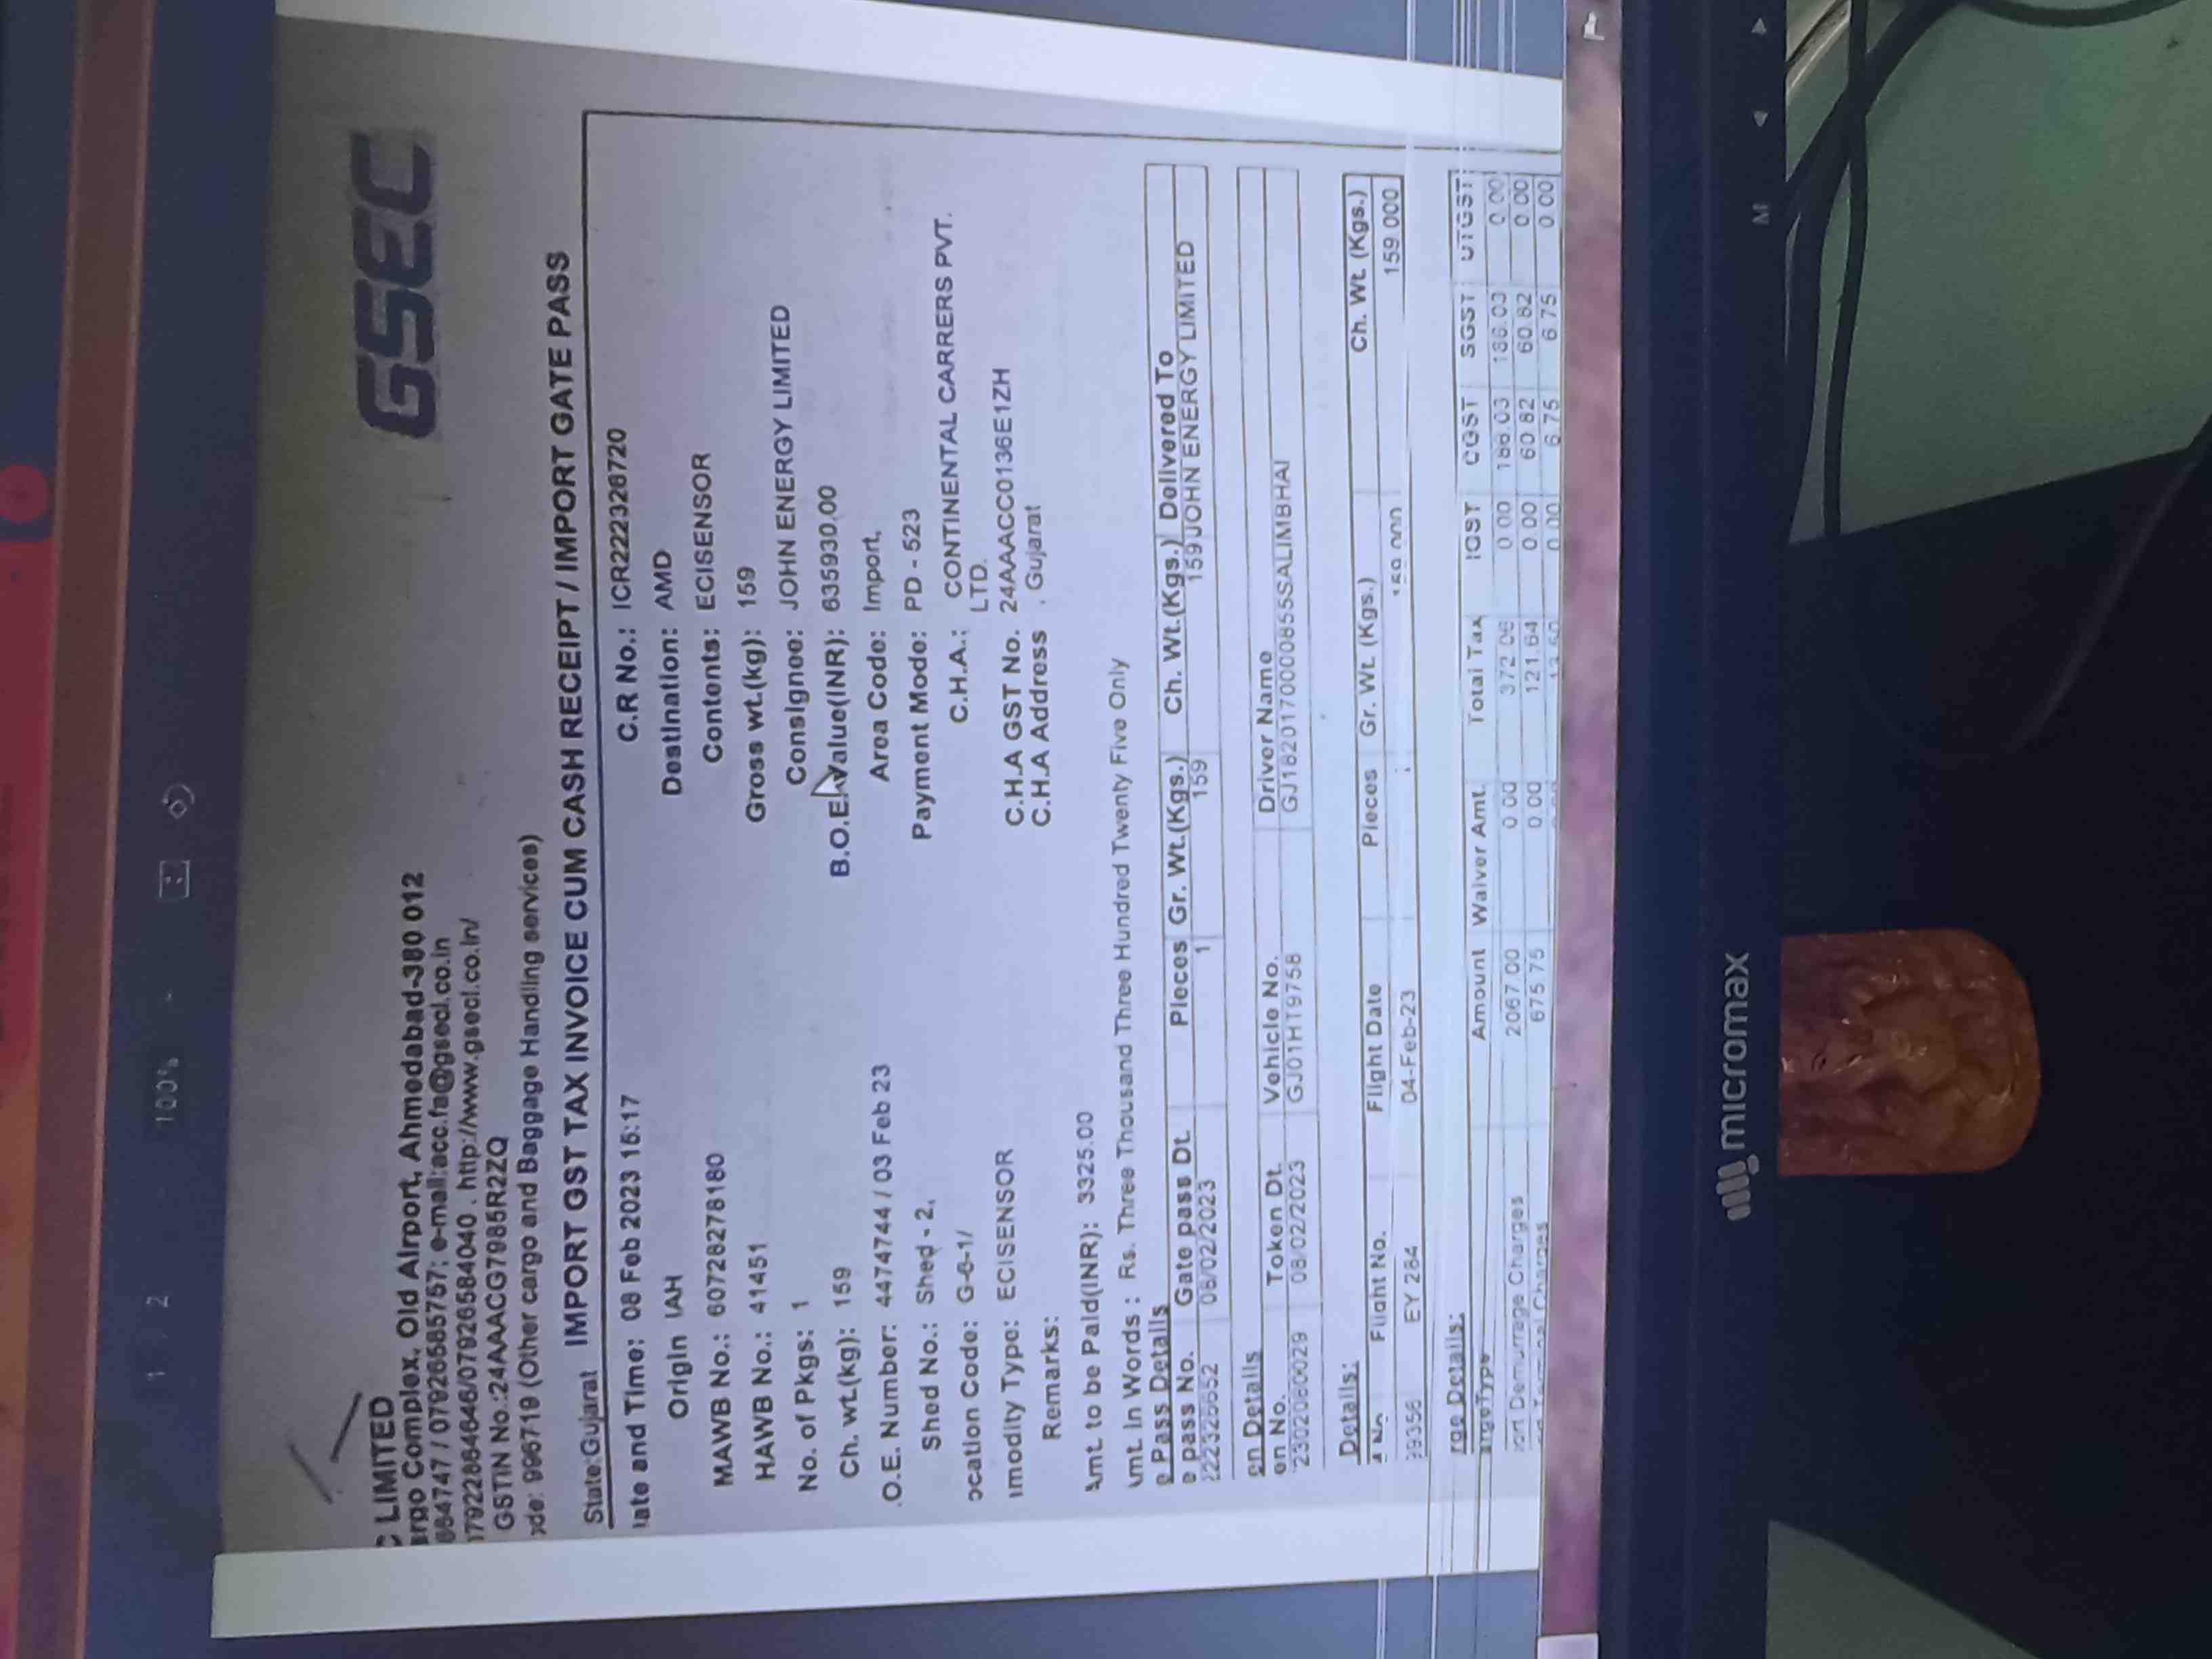 1 2 100%
GSEC
C LIMITED
argo Complex, Old Airport, Ahmedabad-380 012
684747 / 07926585757; e-mail:acc.fa@gsecl.co.in
07922864646/07926584040 . http://www.gsecl.co.in/
GSTIN No.:24AAACG7985R2ZQ
ode: 996719 (Other cargo and Baggage Handling services)
State:Gujarat IMPORT GST TAX INVOICE CUM CASH RECEIPT / IMPORT GATE PASS
ate and Time: 08 Feb 2023 15:17 C.R No.: ICR222326720
Origin IAH Destination: AMD
MAWB No.: 60728278180 Contents: ECISENSOR
HAWB No.: 41451 Gross wt.(kg): 159
No. of Pkgs: 1 Consignee: JOHN ENERGY LIMITED
Ch. wt.(kg): 159 B.O.E. Value(INR): 635930.00
.O.E. Number: 4474744 / 03 Feb 23 Area Code: Import,
Shed No.: Shed - 2, Payment Mode: PD - 523
ocation Code: G-6-1/ C.H.A.: CONTINENTAL CARRERS PVT.
LTD.
mmodity Type: ECISENSOR C.H.A GST No. 24AAACC0136E1ZH
Remarks: C.H.A Address , Gujarat
Amt. to be Paid(INR): 3325.00
Amt. In Words : Rs. Three Thousand Three Hundred Twenty Five Only
e Pass Details
e pass No. Gate pass Dt. Pieces Gr. Wt.(Kgs.) Ch. Wt.(Kgs.) Delivered To
222326652 08/02/2023 1 159 159 JOHN ENERGY LIMITED
en Details
en No. Token Dt. Vehicle No. Driver Name
2302080029 08/02/2023 GJ01HT9758 GJ1820170000855SALIMBHAI
Details:
No Flight No. Flight Date Pieces Gr. Wt. (Kgs.) Ch. Wt. (Kgs.)
99356 EY 284 04-Feb-23 159.000 159.000
rge Details:
argeType Amount Waiver Amt. Total Tax IGST CGST SGST UTGST
ort Demurrage Charges 2067.00 0.00 372.06 0.00 186.03 186.03 0.00
Terminal Charges 675.75 0.00 121.64 0.00 60.82 60.82 0.00
13.50 0.00 6.75 6.75 0.00
micromax
M